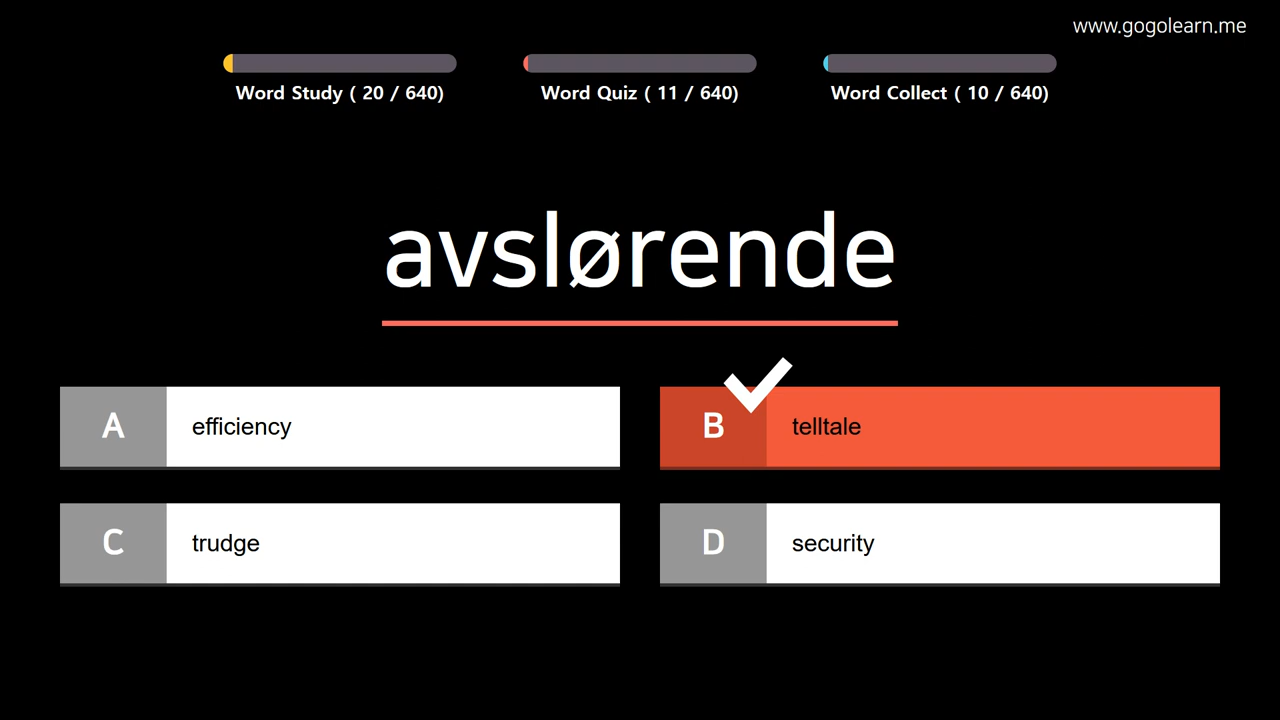 www.gogolearn.me
Word Study ( 20 / 640)
Word Quiz ( 11 / 640)
Word Collect ( 10 / 640)
avslørende
A efficiency
B telltale
C trudge
D security